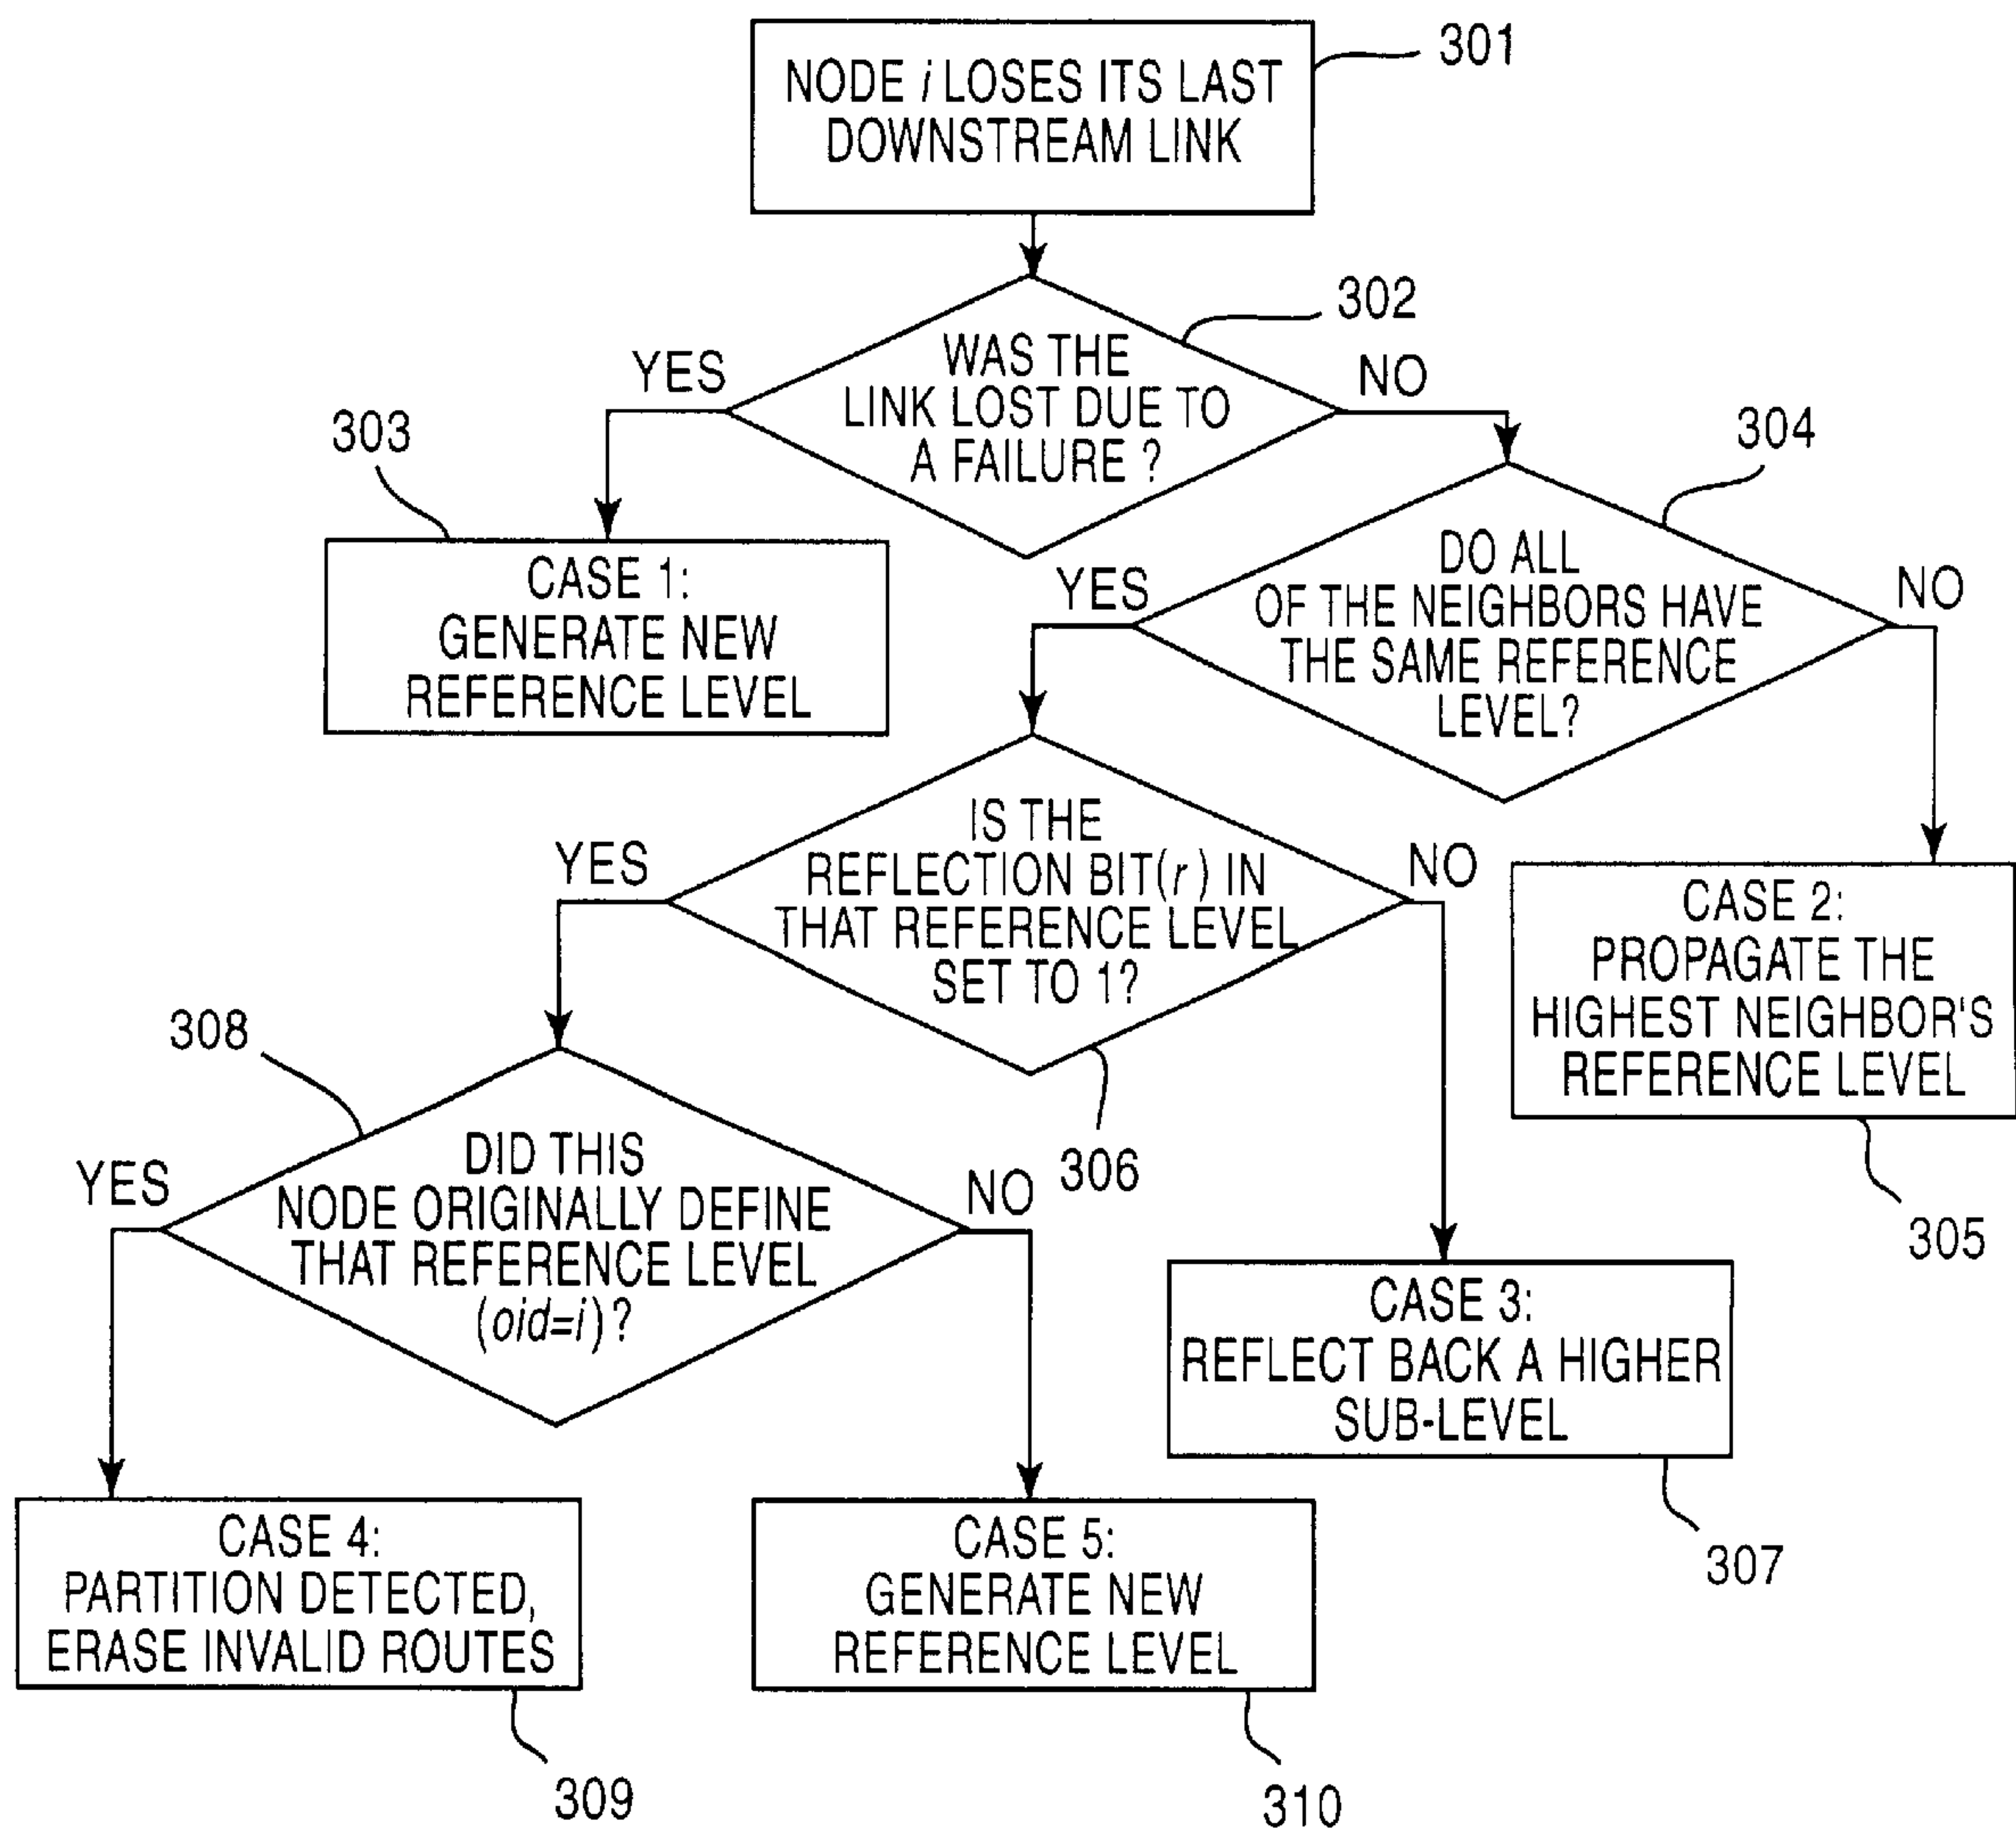 301
NODE i LOSES ITS LAST
DOWNSTREAM LINK
302
WAS THE
LINK LOST DUE TO
A FAILURE ?
YES
NO
303
CASE 1:
GENERATE NEW
REFERENCE LEVEL
304
DO ALL
OF THE NEIGHBORS HAVE
THE SAME REFERENCE
LEVEL?
YES
NO
IS THE
REFLECTION BIT(r) IN
THAT REFERENCE LEVEL
SET TO 1?
YES
NO
306
CASE 2:
PROPAGATE THE
HIGHEST NEIGHBOR'S
REFERENCE LEVEL
305
308
DID THIS
NODE ORIGINALLY DEFINE
THAT REFERENCE LEVEL
(oid=i)?
YES
NO
CASE 3:
REFLECT BACK A HIGHER
SUB-LEVEL
307
CASE 4:
PARTITION DETECTED,
ERASE INVALID ROUTES
309
CASE 5:
GENERATE NEW
REFERENCE LEVEL
310